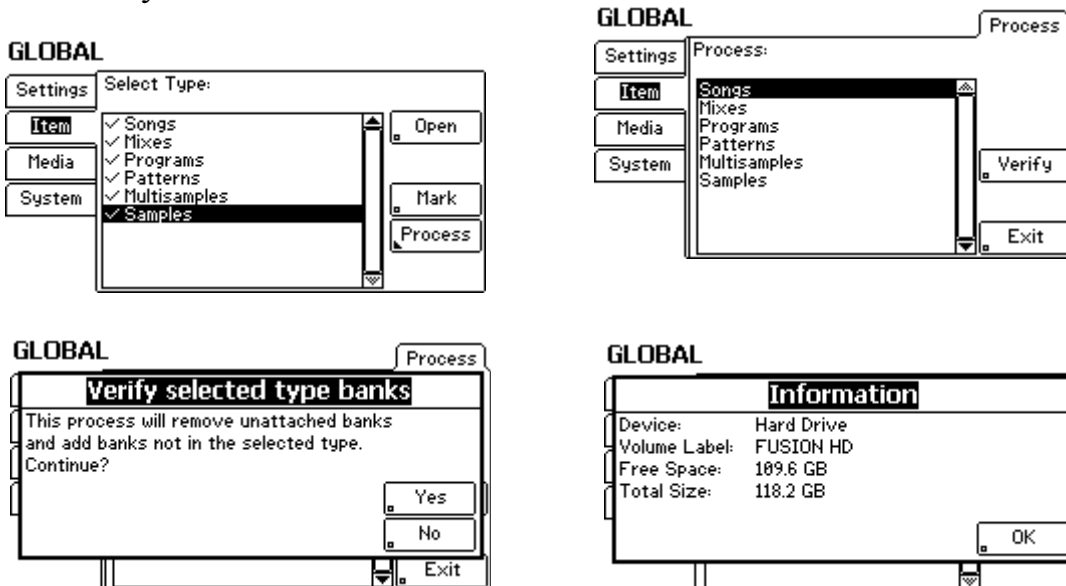 GLOBAL
Settings
Item
Media
System
Select Type:
✓ Songs
✓ Mixes
✓ Programs
✓ Patterns
✓ Multisamples
✓ Samples
Open
Mark
Process
GLOBAL
Process
Settings
Item
Media
System
Process:
Songs
Mixes
Programs
Patterns
Multisamples
Samples
Verify
Exit
GLOBAL
Process
Verify selected type banks
This process will remove unattached banks
and add banks not in the selected type.
Continue?
Yes
No
Exit
GLOBAL
Information
Device: Hard Drive
Volume Label: FUSION HD
Free Space: 109.6 GB
Total Size: 118.2 GB
OK